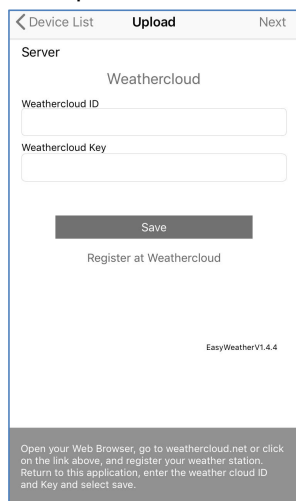 Device List Upload Next
Server
Weathercloud
Weathercloud ID
Weathercloud Key
Save
Register at Weathercloud
EasyWeatherV1.4.4
Open your Web Browser, go to weathercloud.net or click
on the link above, and register your weather station.
Return to this application, enter the weather cloud ID
and Key and select save.